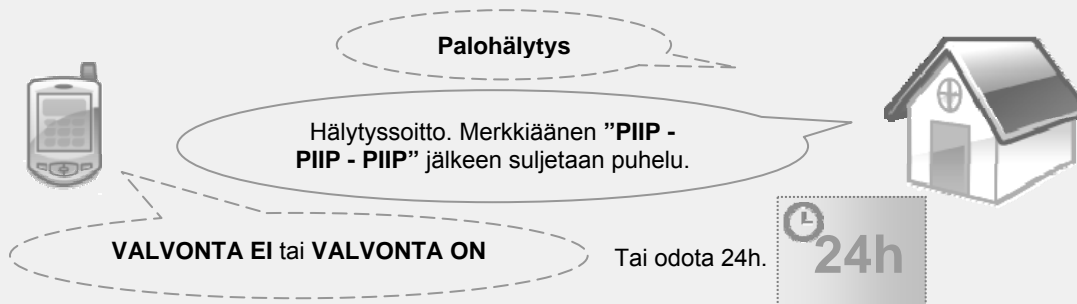 Palohälytys
Hälytyssoitto. Merkkiäänen ”PIIP -
PIIP - PIIP” jälkeen suljetaan puhelu.
VALVONTA EI tai VALVONTA ON
Tai odota 24h.
24h